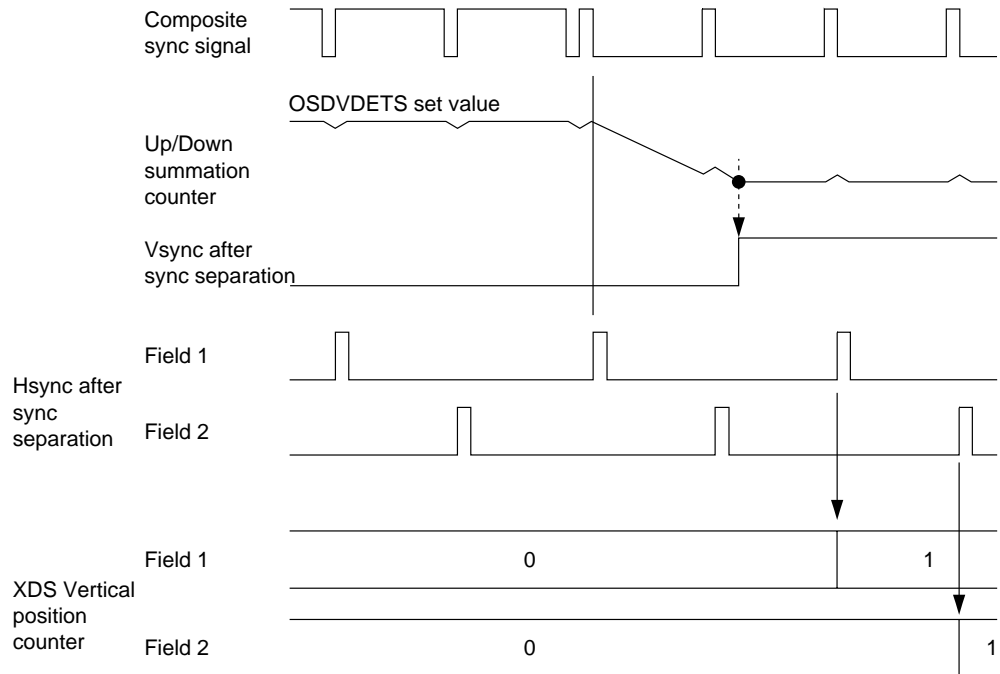 Composite
sync signal
OSDVDETS set value
Up/Down
summation
counter
Vsync after
sync separation
Hsync after
sync
separation
Field 1
Field 2
XDS Vertical
position
counter
Field 1
0
1
Field 2
0
1